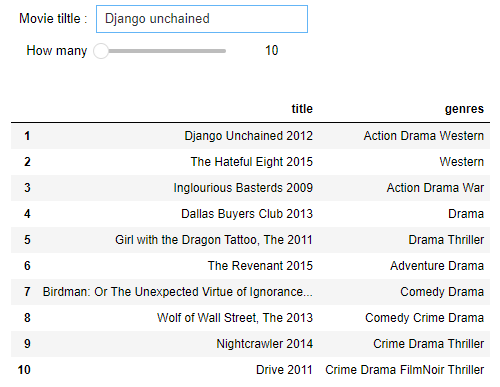 Movie tiltle : Django unchained
How many 10
title genres
1 Django Unchained 2012 Action Drama Western
2 The Hateful Eight 2015 Western
3 Inglourious Basterds 2009 Action Drama War
4 Dallas Buyers Club 2013 Drama
5 Girl with the Dragon Tattoo, The 2011 Drama Thriller
6 The Revenant 2015 Adventure Drama
7 Birdman: Or The Unexpected Virtue of Ignorance... Comedy Drama
8 Wolf of Wall Street, The 2013 Comedy Crime Drama
9 Nightcrawler 2014 Crime Drama Thriller
10 Drive 2011 Crime Drama FilmNoir Thriller